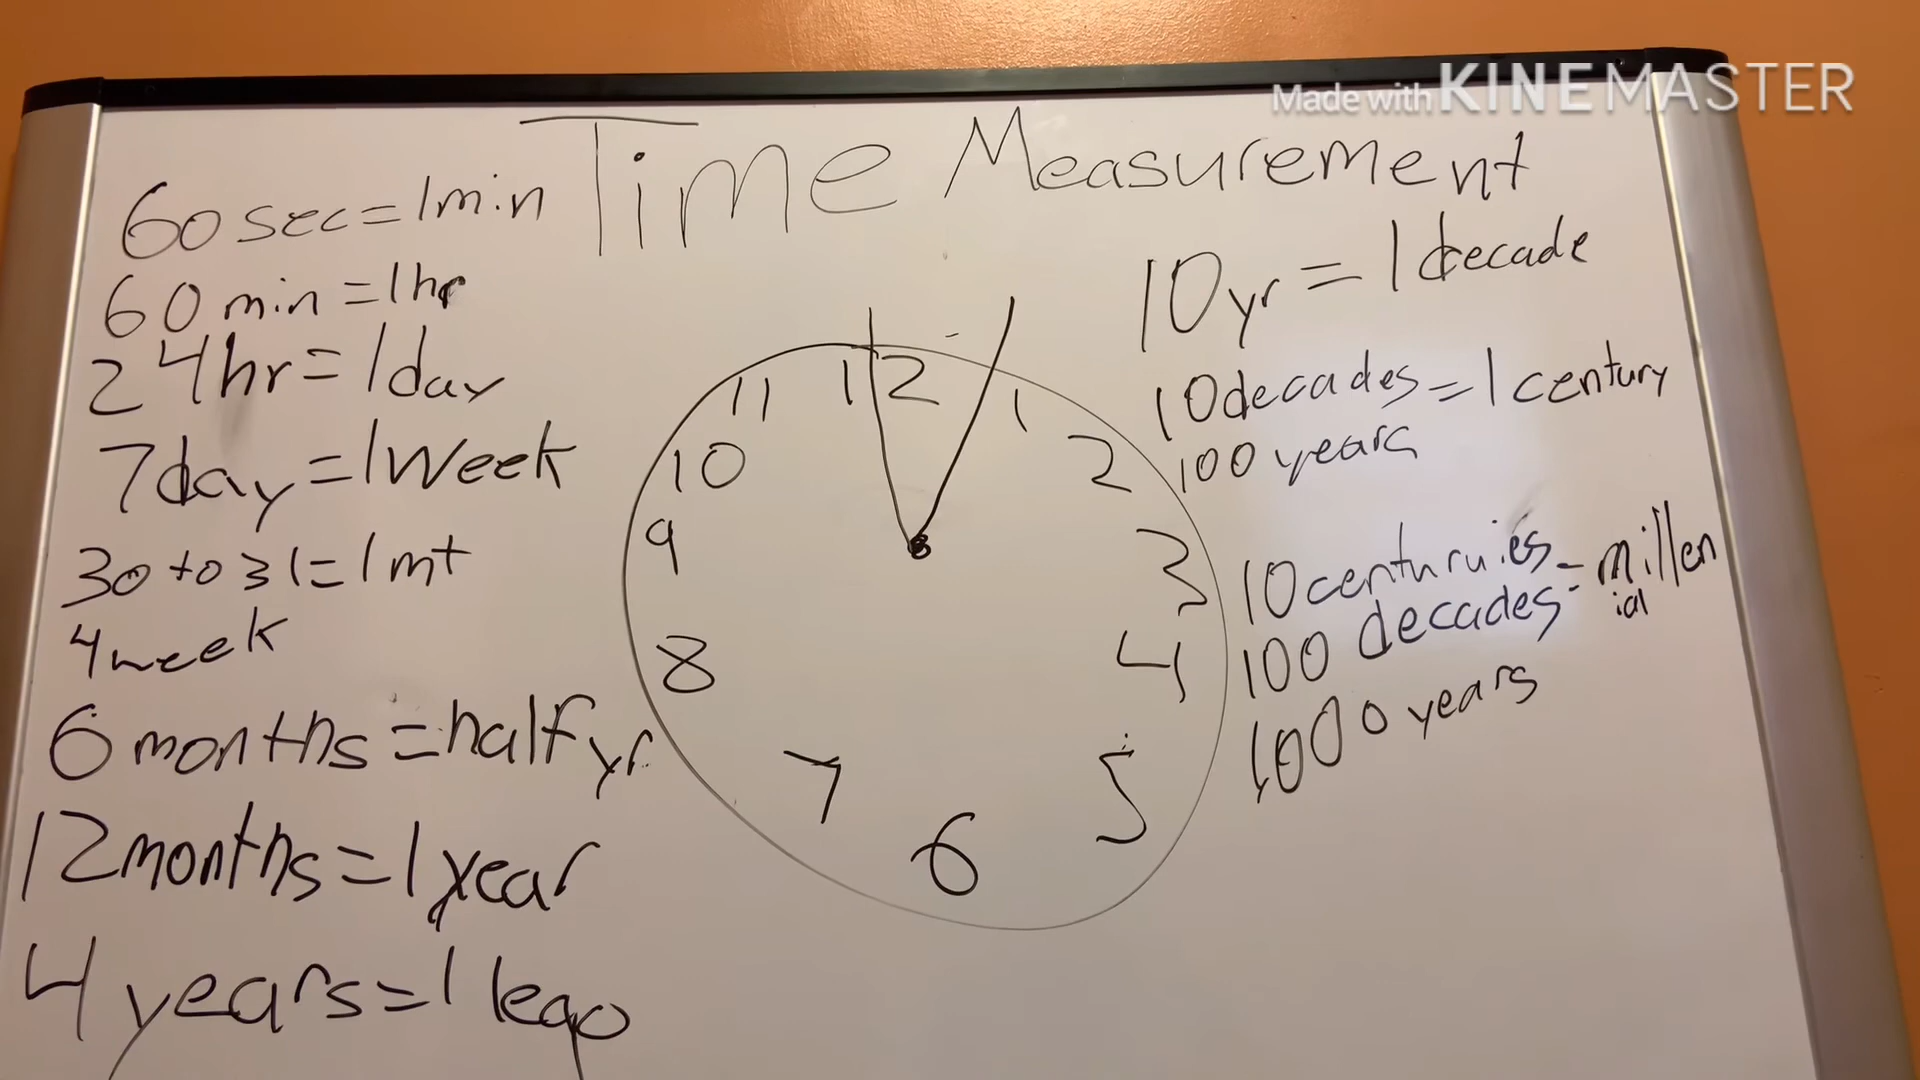 Made with KINEMASTER
Time Measurement
60 sec = 1 min
60 min = 1 hr
24 hr = 1 day
7 day = 1 Week
30 to 31 = 1 mt
4 week
6 months = half yr
12 months = 1 year
4 years = 1 leap
12
1
2
3
4
5
6
7
8
9
10
11
10 yr = 1 decade
10 decades = 1 century
100 years
10 centuruies = millen
ial
100 decades
1000 years